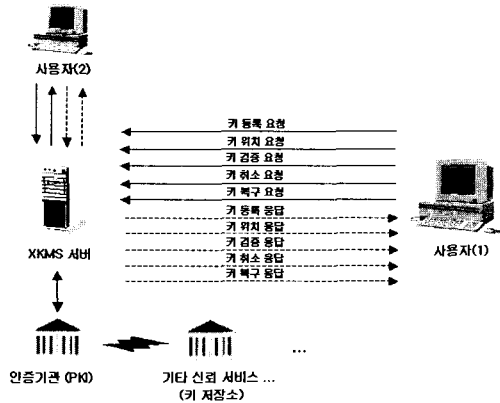 사용자(2)
키 등록 요청
키 위치 요청
키 검증 요청
키 취소 요청
키 복구 요청
키 등록 응답
키 위치 응답
키 검증 응답
키 취소 응답
키 복구 응답
XKMS 서버
사용자(1)
인증기관 (PKI)
기타 신뢰 서비스 ...
(키 저장소)
...